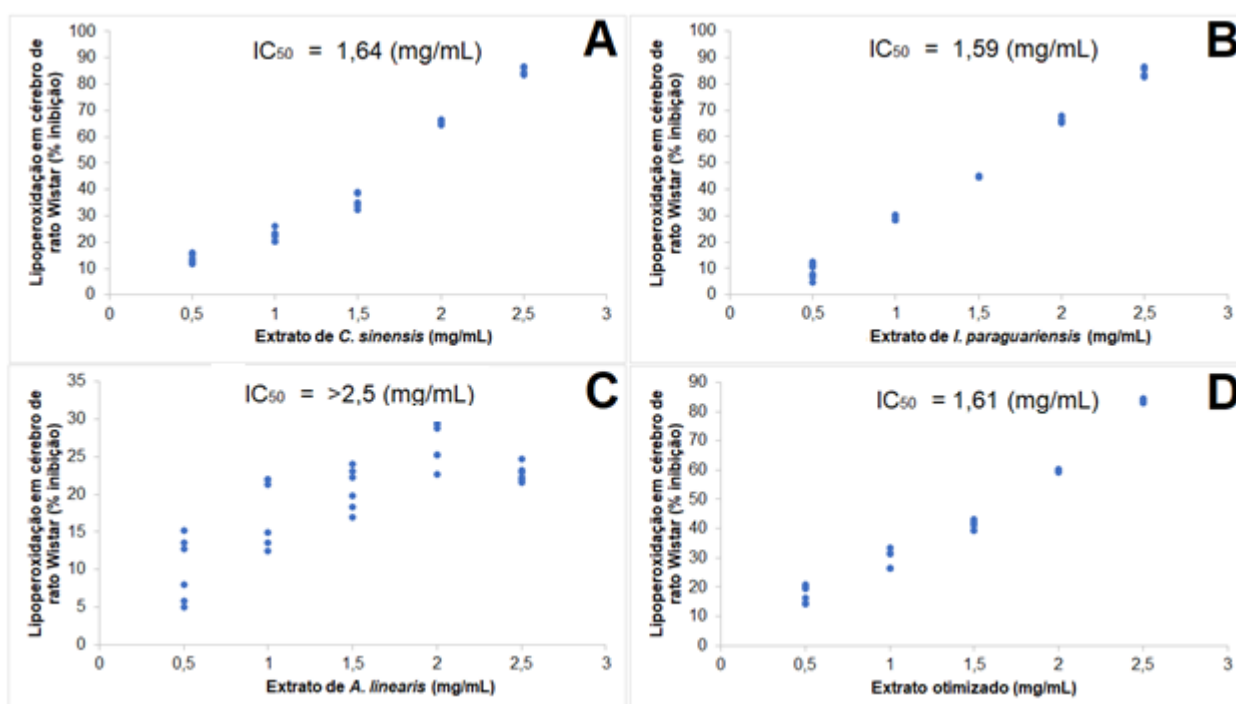 A
IC50 = 1,64 (mg/mL)
Lipoperoxidação em cérebro de
rato Wistar (% inibição)
100
90
80
70
60
50
40
30
20
10
0
0 0,5 1 1,5 2 2,5 3
Extrato de C. sinensis (mg/mL)
B
IC50 = 1,59 (mg/mL)
Lipoperoxidação em cérebro de
rato Wistar (% inibição)
100
90
80
70
60
50
40
30
20
10
0
0 0,5 1 1,5 2 2,5 3
Extrato de I. paraguariensis (mg/mL)
C
IC50 = >2,5 (mg/mL)
Lipoperoxidação em cérebro de
rato Wistar (% inibição)
35
30
25
20
15
10
5
0
0 0,5 1 1,5 2 2,5 3
Extrato de A. linearis (mg/mL)
D
IC50 = 1,61 (mg/mL)
Lipoperoxidação em cérebro de
rato Wistar (% inibição)
90
80
70
60
50
40
30
20
10
0
0 0,5 1 1,5 2 2,5 3
Extrato otimizado (mg/mL)